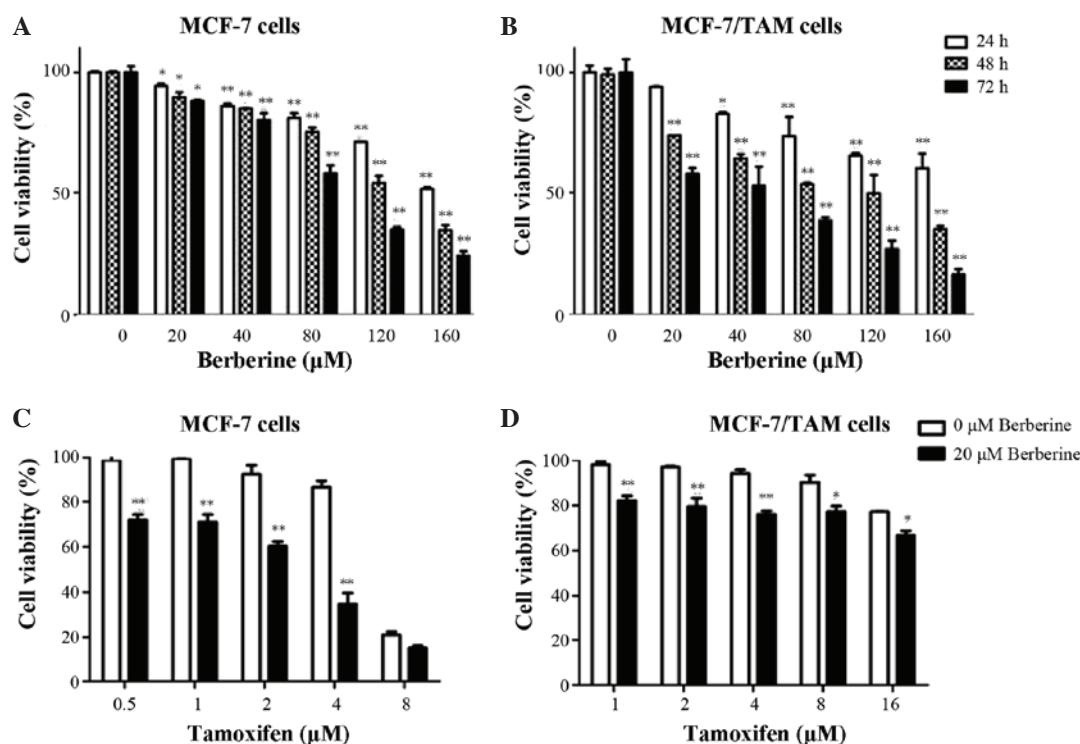 A
MCF-7 cells
Cell viability (%)
100
50
0
* * *
** ** **
** ** **
** ** **
** ** **
0 20 40 80 120 160
Berberine (μM)
B
MCF-7/TAM cells
24 h
48 h
72 h
Cell viability (%)
100
50
0
** **
* ** **
** ** **
** ** **
** ** **
0 20 40 80 120 160
Berberine (μM)
C
MCF-7 cells
Cell viability (%)
100
80
60
40
20
0
** ** ** **
0.5 1 2 4 8
Tamoxifen (μM)
D
MCF-7/TAM cells
0 μM Berberine
20 μM Berberine
Cell viability (%)
100
80
60
40
20
0
** ** ** * *
1 2 4 8 16
Tamoxifen (μM)